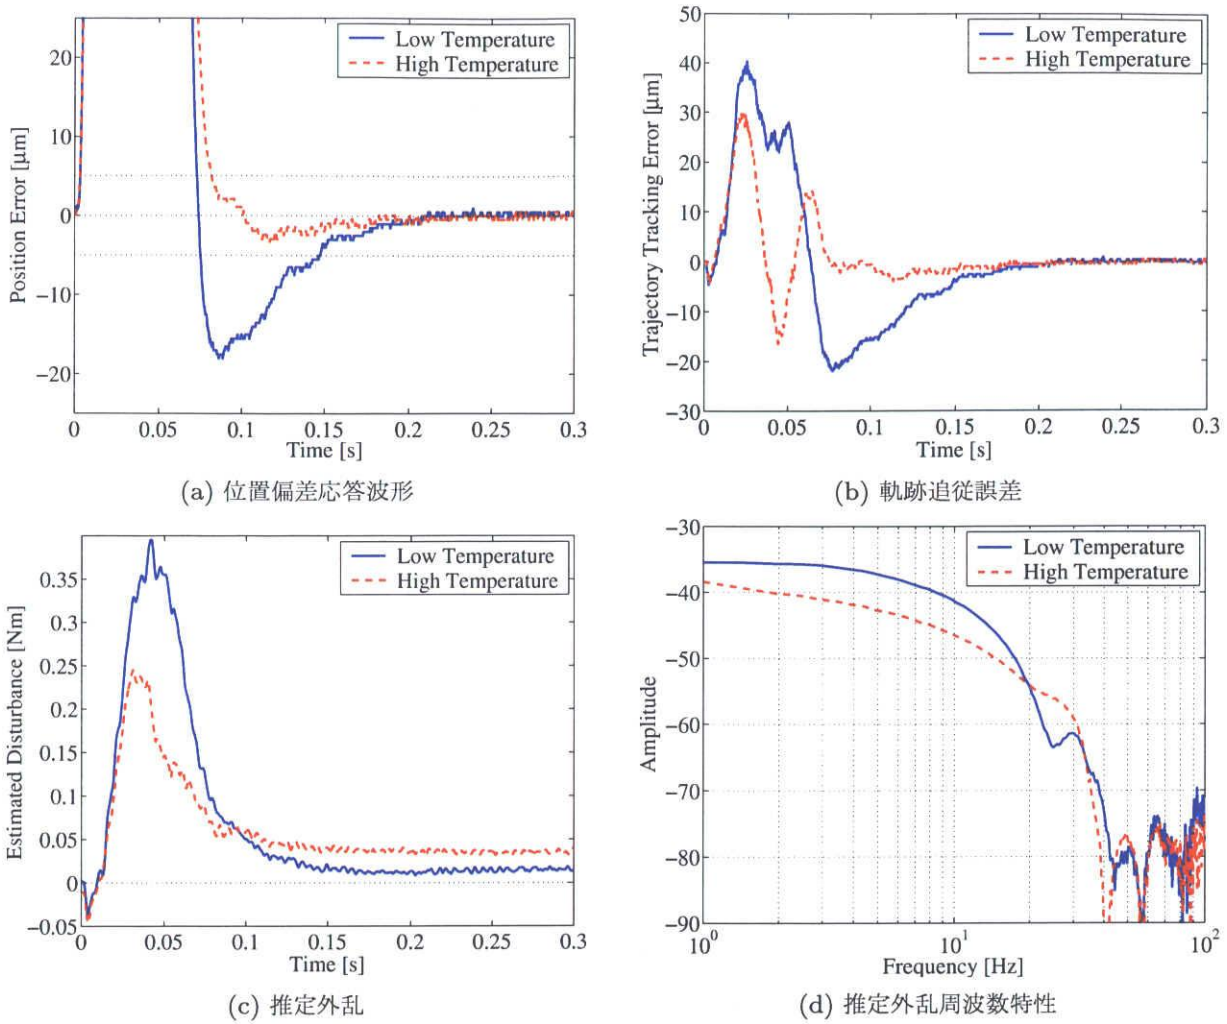 Low Temperature
High Temperature
20
10
0
−10
−20
Position Error [μm]
0
0.05
0.1
0.15
0.2
0.25
0.3
Time [s]
(a) 位置偏差応答波形
Low Temperature
High Temperature
50
40
30
20
10
0
−10
−20
−30
Trajectory Tracking Error [μm]
0
0.05
0.1
0.15
0.2
0.25
0.3
Time [s]
(b) 軌跡追従誤差
Low Temperature
High Temperature
0.35
0.3
0.25
0.2
0.15
0.1
0.05
0
−0.05
Estimated Disturbance [Nm]
0
0.05
0.1
0.15
0.2
0.25
0.3
Time [s]
(c) 推定外乱
Low Temperature
High Temperature
−30
−40
−50
−60
−70
−80
−90
Amplitude
10⁰
10¹
10²
Frequency [Hz]
(d) 推定外乱周波数特性